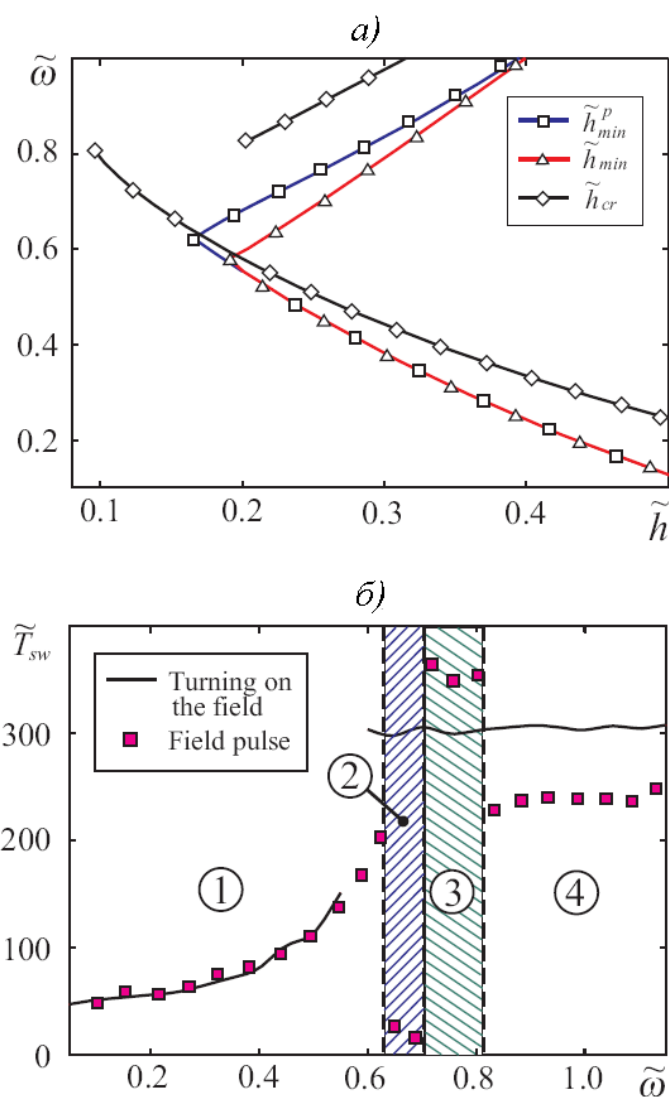 а)
ω̃
0.8
0.6
0.4
0.2
0.1
0.2
0.3
0.4
h̃
h̃ᵖmin
h̃min
h̃cr
б)
T̃sw
300
200
100
0
Turning on
the field
Field pulse
1
2
3
4
0.2
0.4
0.6
0.8
1.0
ω̃